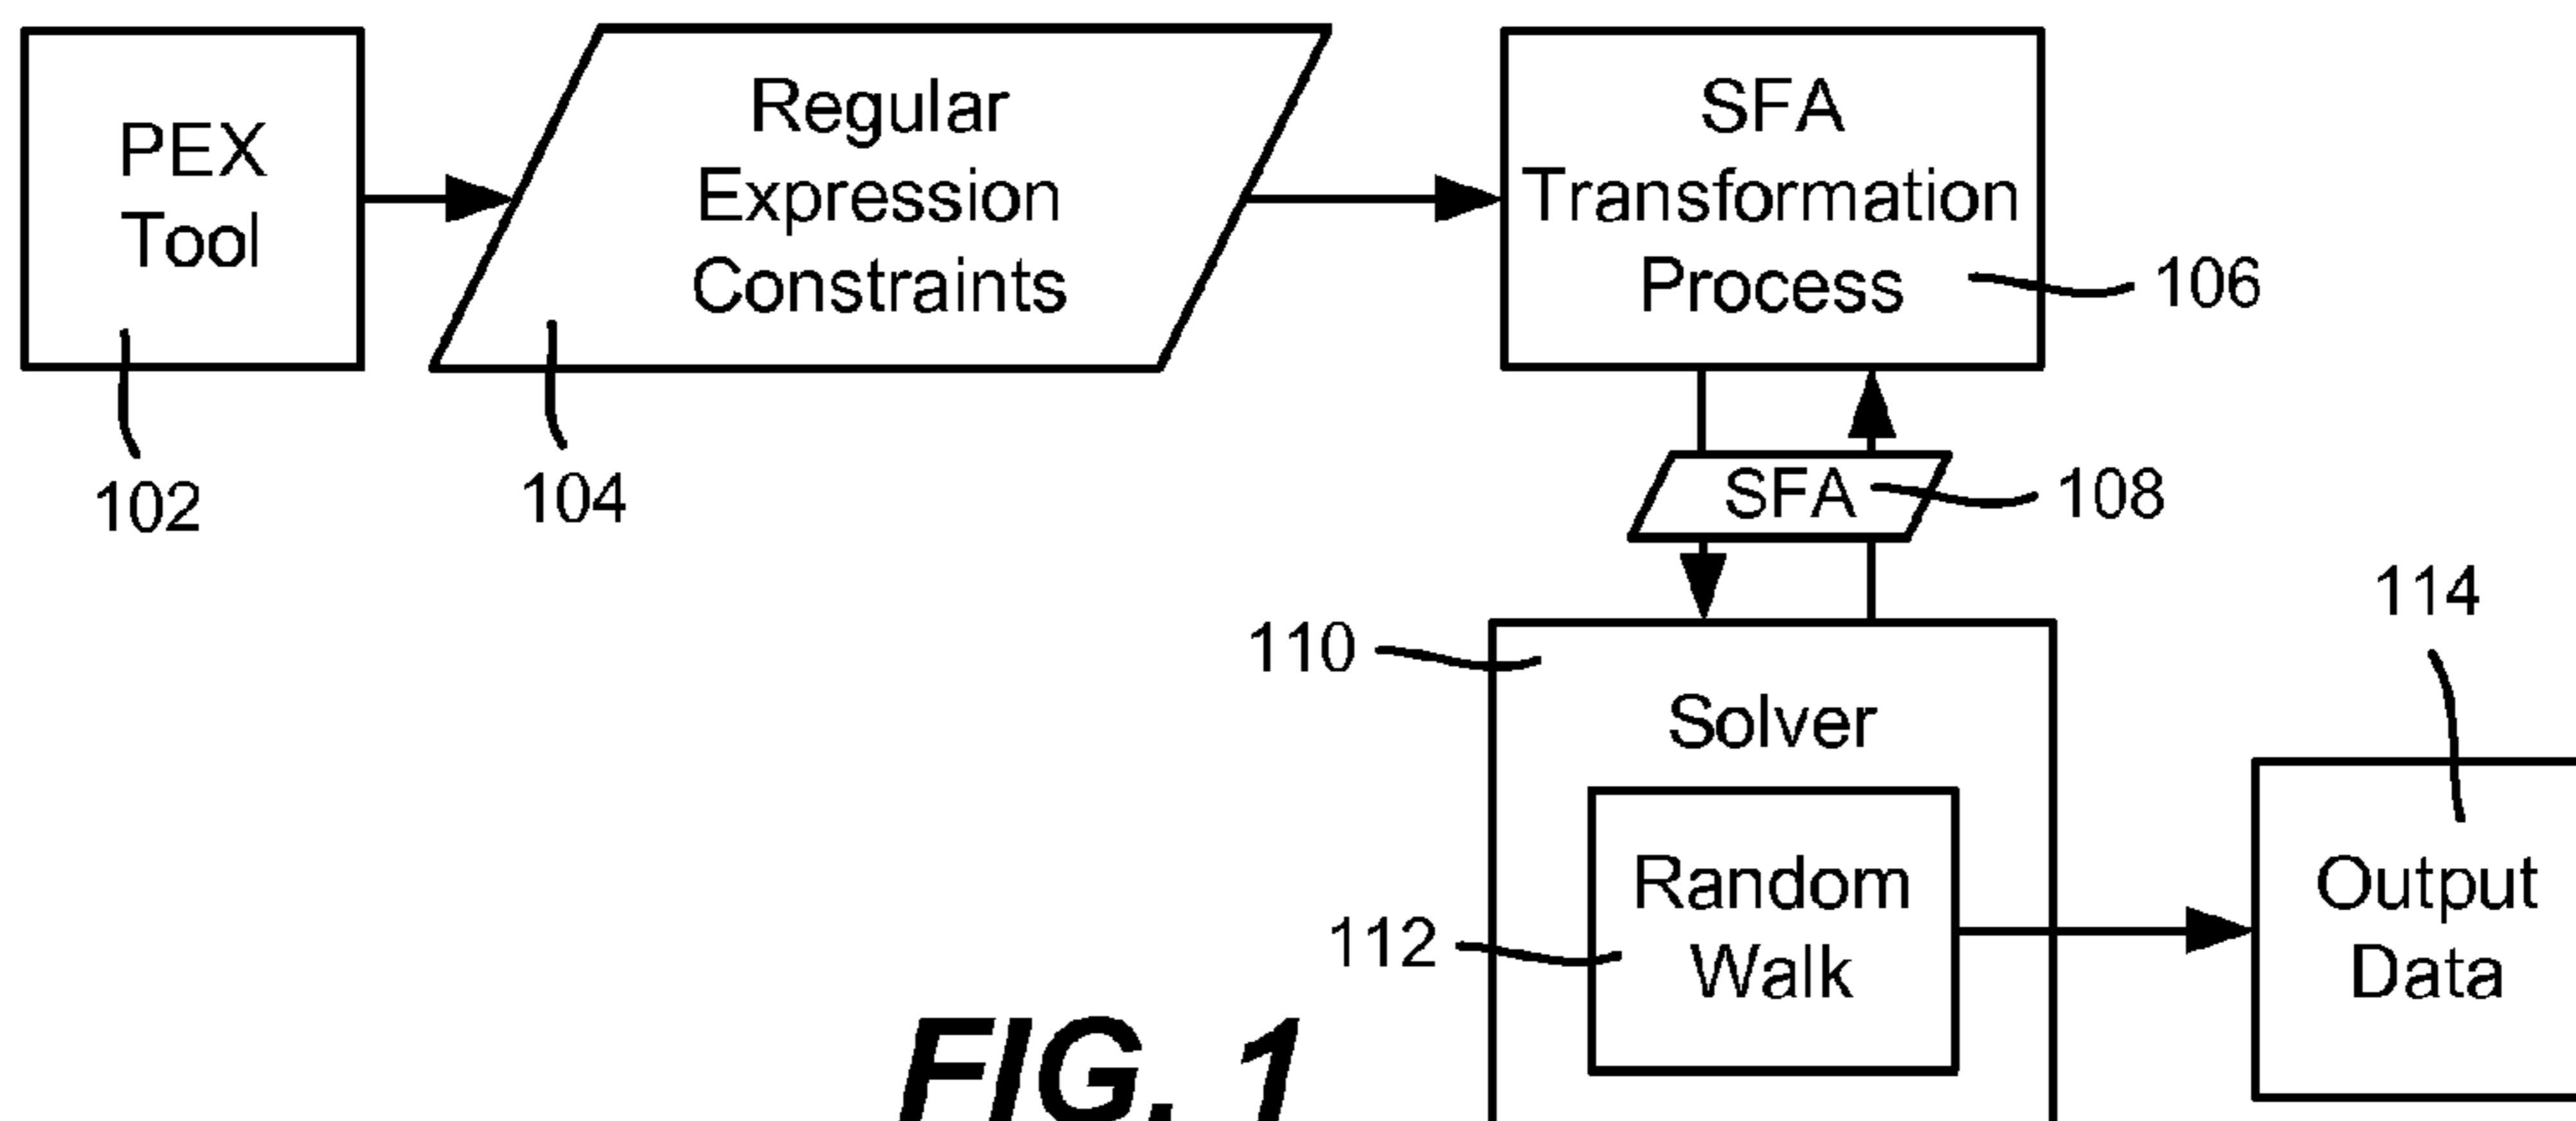 PEX
Tool
102
Regular
Expression
Constraints
104
SFA
Transformation
Process
106
SFA
108
110
Solver
Random
Walk
112
114
Output
Data
FIG. 1